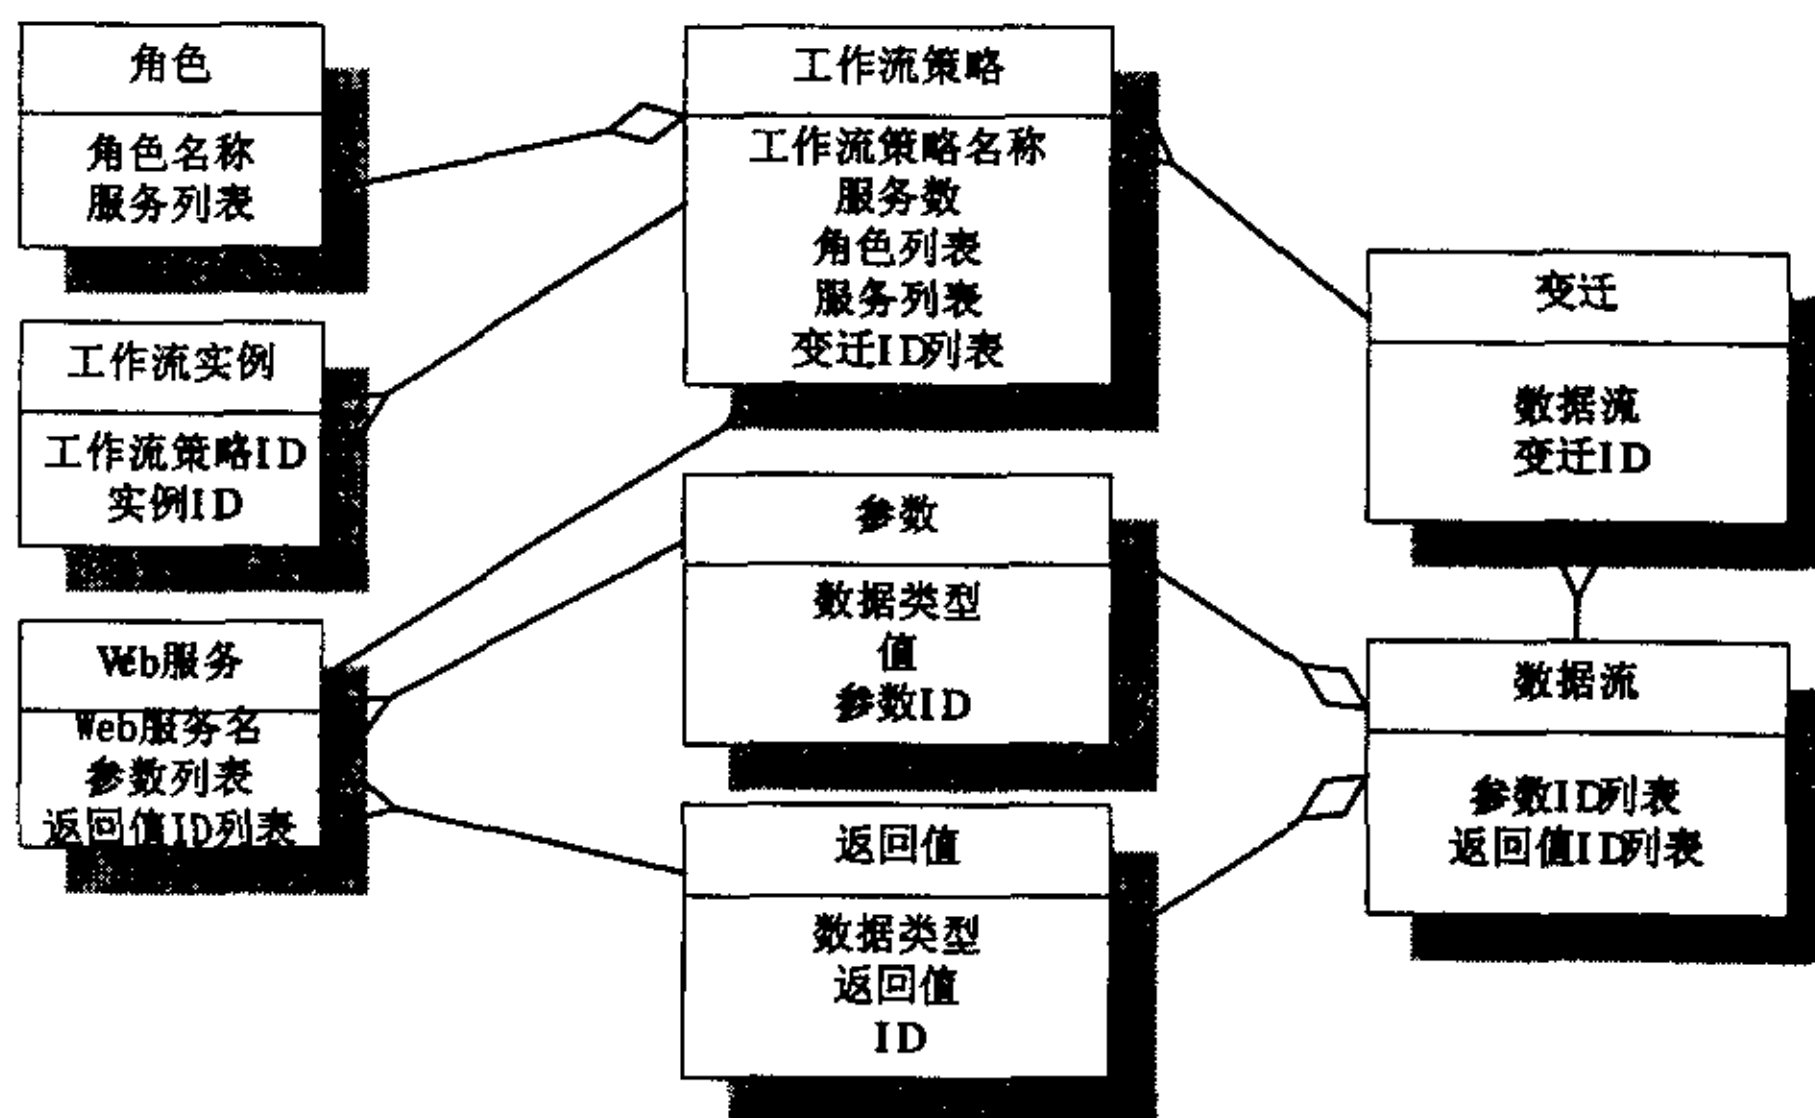 角色
角色名称
服务列表
工作流策略
工作流策略名称
服务数
角色列表
服务列表
变迁ID列表
变迁
数据流
变迁ID
工作流实例
工作流策略ID
实例ID
参数
数据类型
值
参数ID
Web服务
Web服务名
参数列表
返回值ID列表
数据流
参数ID列表
返回值ID列表
返回值
数据类型
返回值
ID